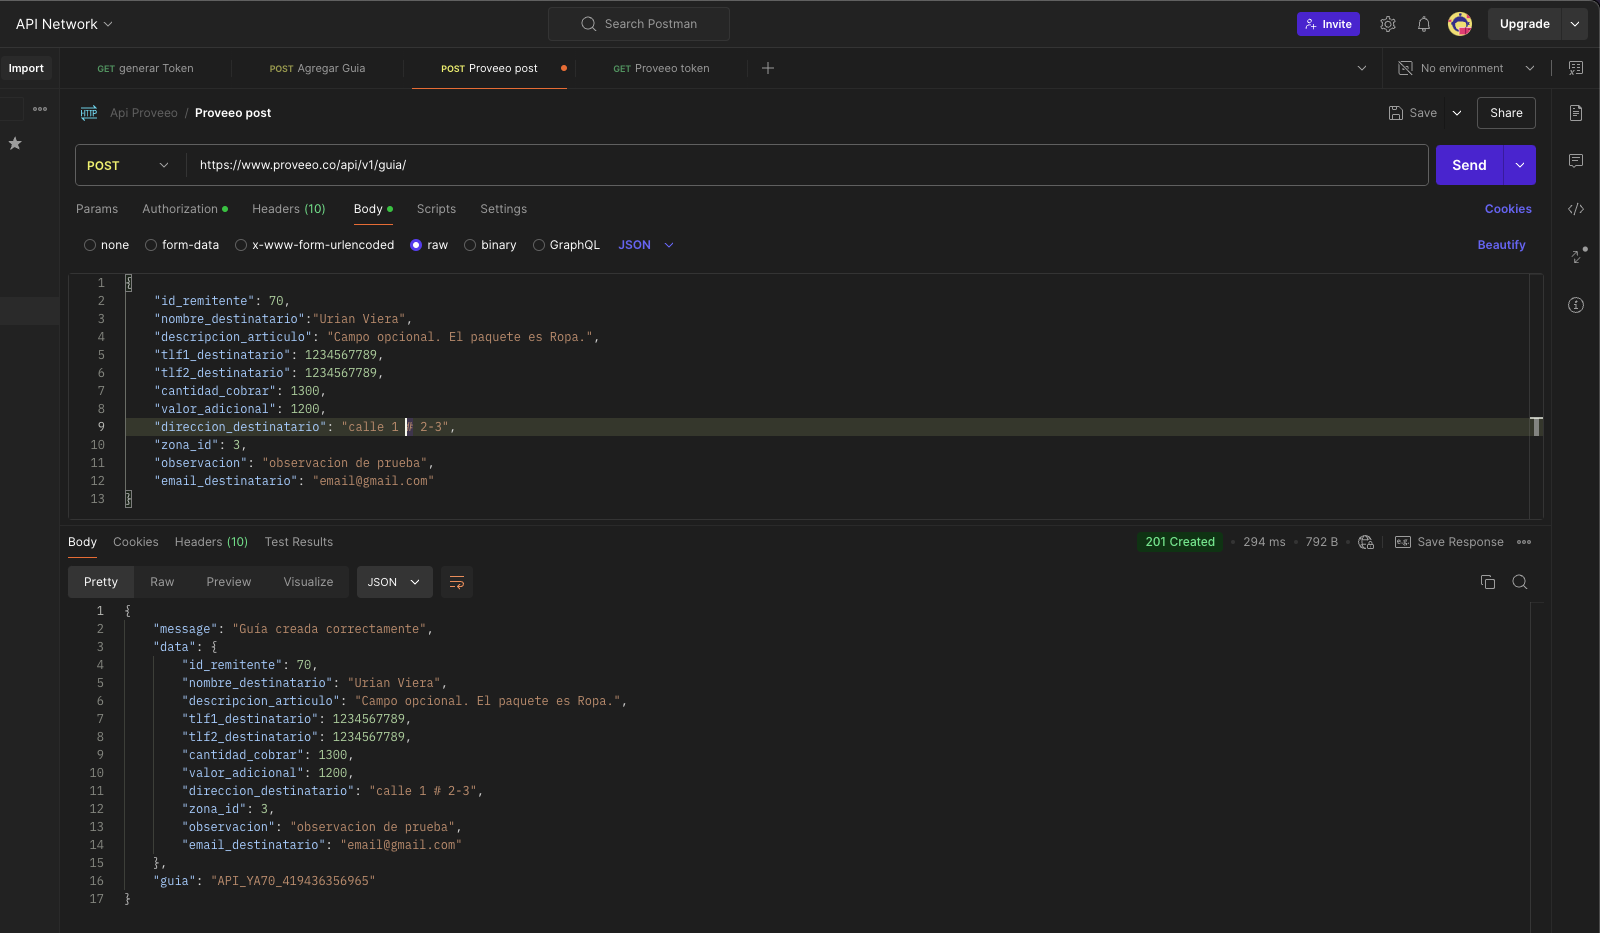 API Network
Search Postman
Invite
Upgrade
Import
GET generar Token
POST Agregar Guia
POST Proveeo post
GET Proveeo token
No environment
HTTP Api Proveeo / Proveeo post
Save
Share
POST
https://www.proveeo.co/api/v1/guia/
Send
Params
Authorization
Headers (10)
Body
Scripts
Settings
Cookies
none
form-data
x-www-form-urlencoded
raw
binary
GraphQL
JSON
Beautify
1 {
2 "id_remitente": 70,
3 "nombre_destinatario":"Urian Viera",
4 "descripcion_articulo": "Campo opcional. El paquete es Ropa.",
5 "tlf1_destinatario": 1234567789,
6 "tlf2_destinatario": 1234567789,
7 "cantidad_cobrar": 1300,
8 "valor_adicional": 1200,
9 "direccion_destinatario": "calle 1 # 2-3",
10 "zona_id": 3,
11 "observacion": "observacion de prueba",
12 "email_destinatario": "email@gmail.com"
13 }
Body
Cookies
Headers (10)
Test Results
201 Created
294 ms
792 B
e.g. Save Response
Pretty
Raw
Preview
Visualize
JSON
1 {
2 "message": "Guía creada correctamente",
3 "data": {
4 "id_remitente": 70,
5 "nombre_destinatario": "Urian Viera",
6 "descripcion_articulo": "Campo opcional. El paquete es Ropa.",
7 "tlf1_destinatario": 1234567789,
8 "tlf2_destinatario": 1234567789,
9 "cantidad_cobrar": 1300,
10 "valor_adicional": 1200,
11 "direccion_destinatario": "calle 1 # 2-3",
12 "zona_id": 3,
13 "observacion": "observacion de prueba",
14 "email_destinatario": "email@gmail.com"
15 },
16 "guia": "API_YA70_419436356965"
17 }